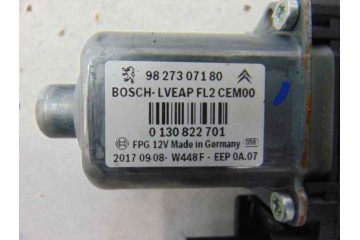 98 273 071 80
BOSCH-LVEAP FL2 CEM00
0 130 822 701
FPG 12V Made in Germany 098
2017 09 08- W448F - EEP 0A.07